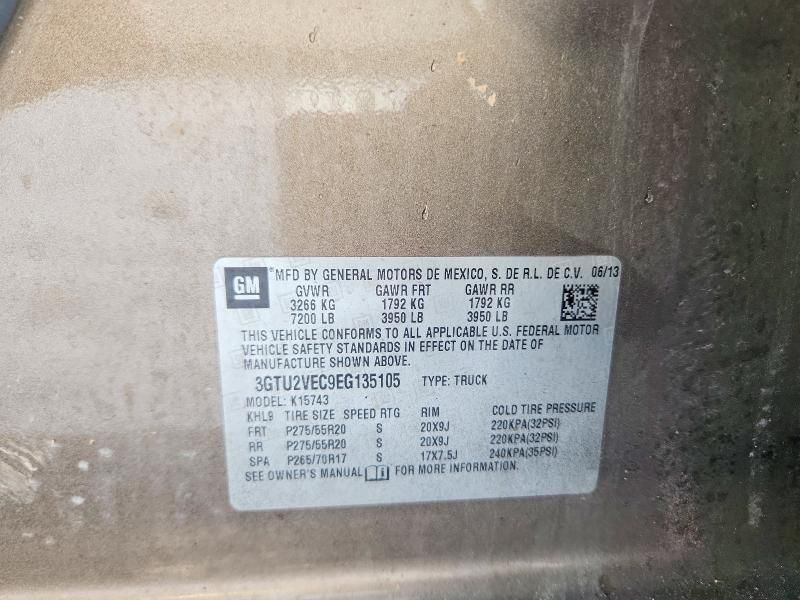 GM ® MFD BY GENERAL MOTORS DE MEXICO, S. DE R.L. DE C.V. 06/13
GVWR GAWR FRT GAWR RR
3266 KG 1792 KG 1792 KG
7200 LB 3950 LB 3950 LB
THIS VEHICLE CONFORMS TO ALL APPLICABLE U.S. FEDERAL MOTOR
VEHICLE SAFETY STANDARDS IN EFFECT ON THE DATE OF
MANUFACTURE SHOWN ABOVE.
3GTU2VEC9EG135105 TYPE: TRUCK
MODEL: K15743
KHL9 TIRE SIZE SPEED RTG RIM COLD TIRE PRESSURE
FRT P275/55R20 S 20X9J 220KPA(32PSI)
RR P275/55R20 S 20X9J 220KPA(32PSI)
SPA P265/70R17 S 17X7.5J 240KPA(35PSI)
SEE OWNER'S MANUAL FOR MORE INFORMATION.